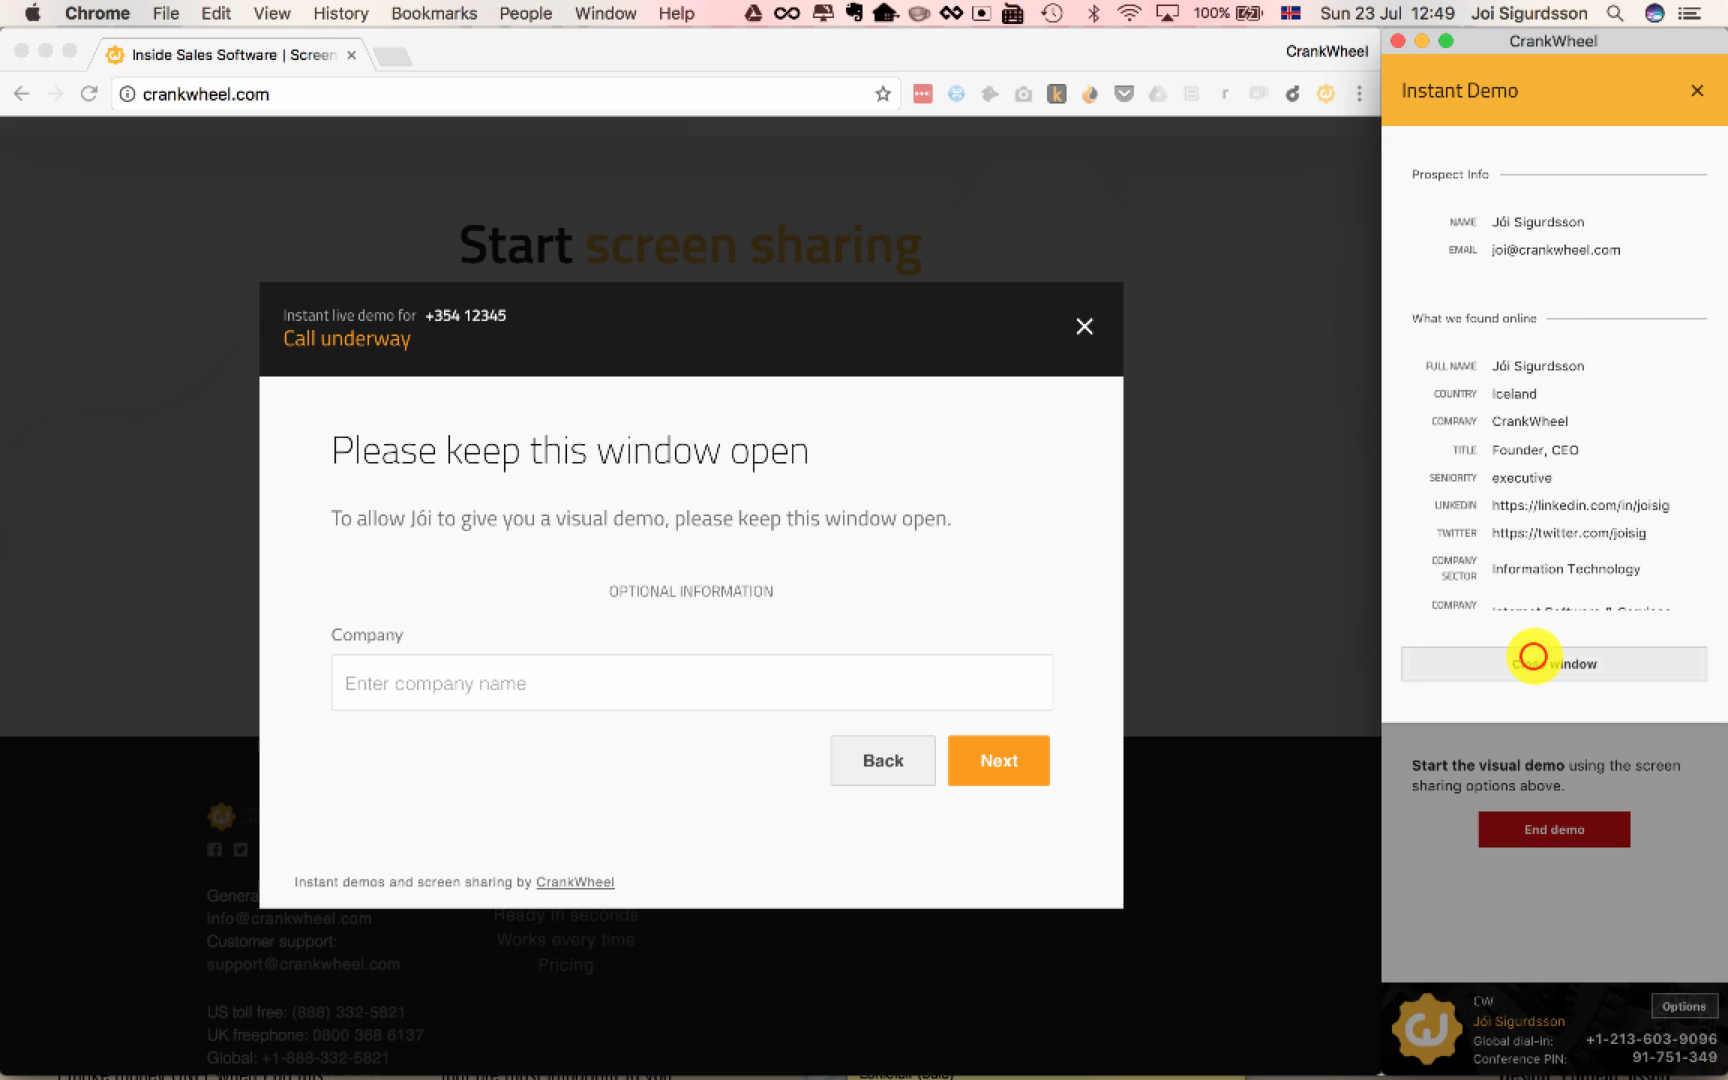 Chrome File Edit View History Bookmarks People Window Help 100% Sun 23 Jul 12:49 Joi Sigurdsson
Inside Sales Software | Screen
CrankWheel
crankwheel.com
Start screen sharing
Instant live demo for +354 12345
Call underway
Please keep this window open
To allow Jói to give you a visual demo, please keep this window open.
OPTIONAL INFORMATION
Company
Enter company name
Back Next
Instant demos and screen sharing by CrankWheel
Genera
info@crankwheel.com
Customer support:
support@crankwheel.com
US toll free: (888) 332-5821
UK freephone: 0800 368 6137
Global: +1-888-332-5821
Ready in seconds
Works every time
Pricing
CrankWheel
Instant Demo
Prospect Info
NAME Jói Sigurdsson
EMAIL joi@crankwheel.com
What we found online
FULL NAME Jói Sigurdsson
COUNTRY Iceland
COMPANY CrankWheel
TITLE Founder, CEO
SENIORITY executive
LINKEDIN https://linkedin.com/in/joisig
TWITTER https://twitter.com/joisig
COMPANY SECTOR Information Technology
COMPANY Internet Software & Services
Close window
Start the visual demo using the screen
sharing options above.
End demo
CW
Options
Jói Sigurdsson
Global dial-in: +1-213-603-9096
Conference PIN: 91-751-349